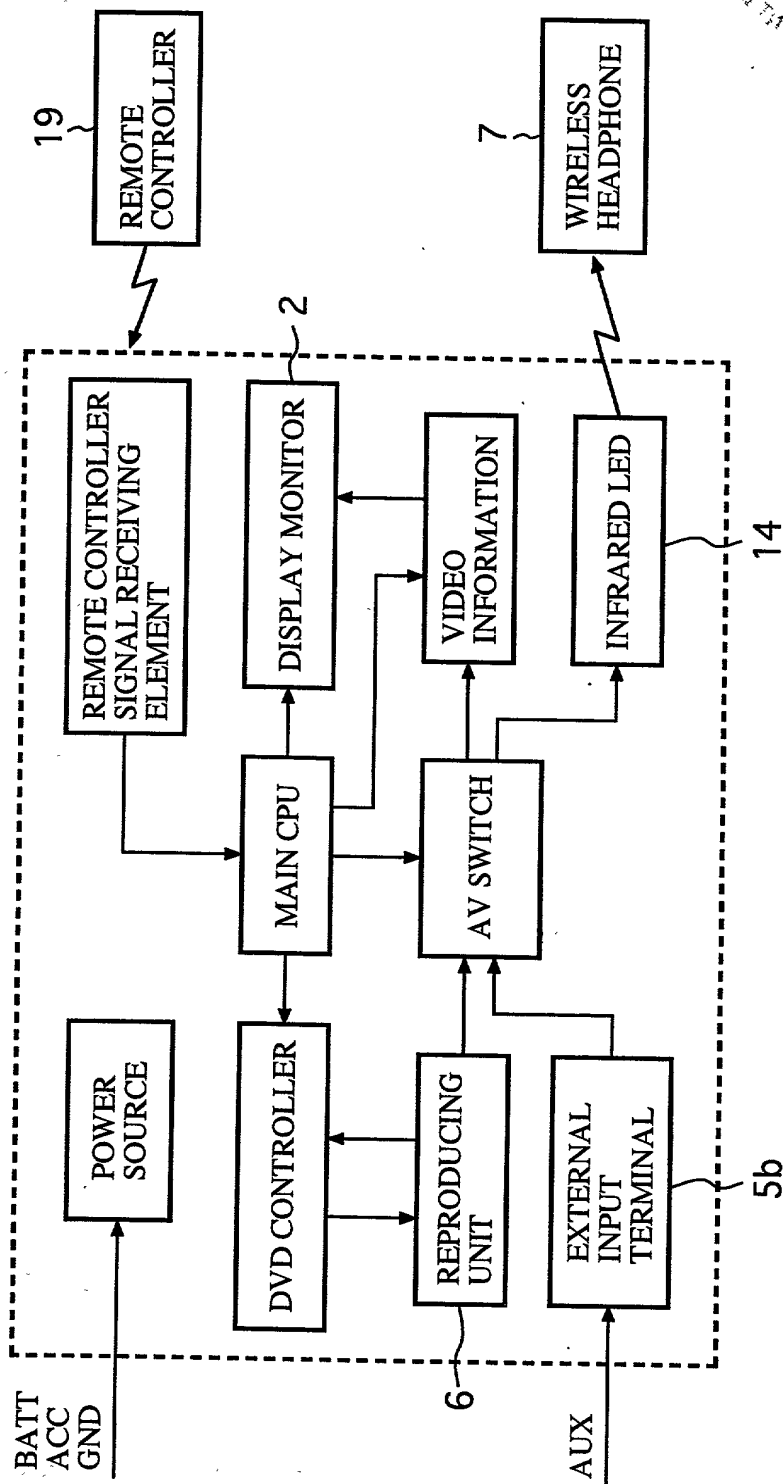 BATT
ACC
GND
POWER
SOURCE
REMOTE CONTROLLER
SIGNAL RECEIVING
ELEMENT
19
REMOTE
CONTROLLER
DVD CONTROLLER
MAIN CPU
DISPLAY MONITOR
2
REPRODUCING
UNIT
6
AV SWITCH
VIDEO
INFORMATION
7
WIRELESS
HEADPHONE
AUX
EXTERNAL
INPUT
TERMINAL
5b
INFRARED LED
14